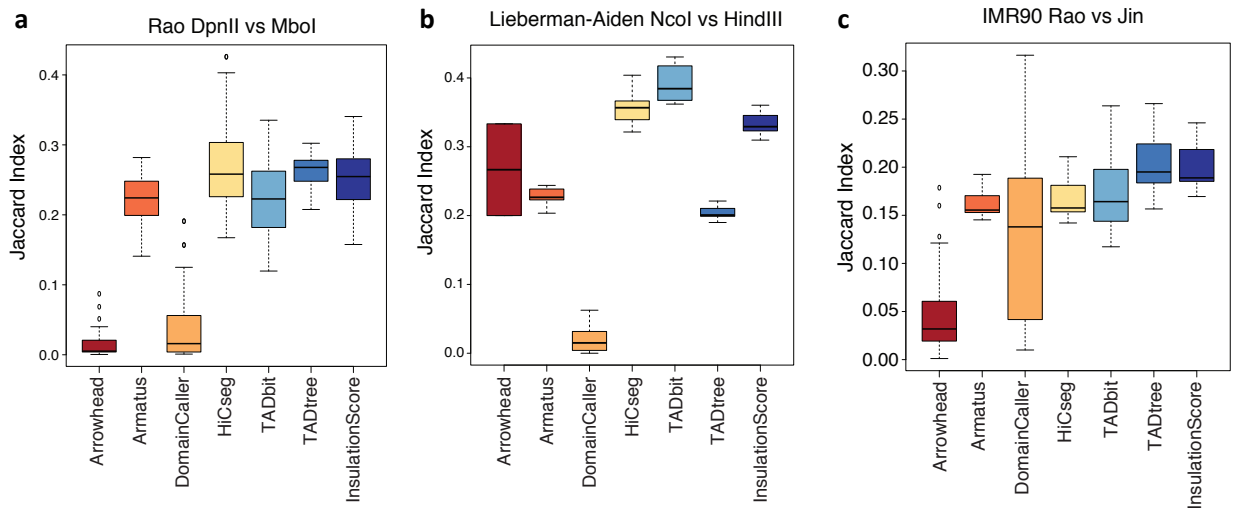 a
Rao DpnII vs MboI
Jaccard Index
0.4
0.3
0.2
0.1
0.0
Arrowhead
Armatus
DomainCaller
HiCseg
TADbit
TADtree
InsulationScore
b
Lieberman-Aiden NcoI vs HindIII
Jaccard Index
0.4
0.3
0.2
0.1
0.0
Arrowhead
Armatus
DomainCaller
HiCseg
TADbit
TADtree
InsulationScore
c
IMR90 Rao vs Jin
Jaccard Index
0.30
0.25
0.20
0.15
0.10
0.05
0.00
Arrowhead
Armatus
DomainCaller
HiCseg
TADbit
TADtree
InsulationScore